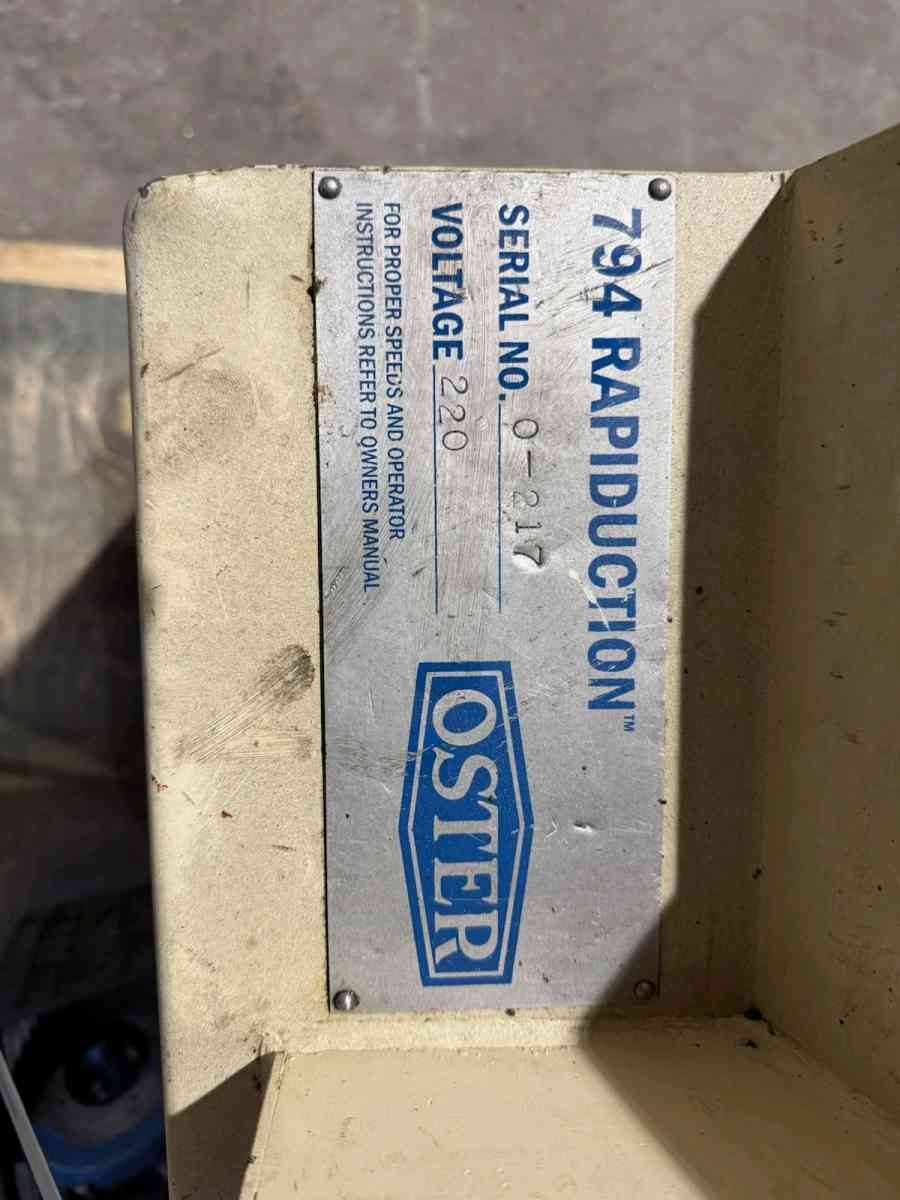 794 RAPIDUCTION™
SERIAL NO. 0-217
VOLTAGE 220
FOR PROPER SPEEDS AND OPERATOR
INSTRUCTIONS REFER TO OWNERS MANUAL
OSTER